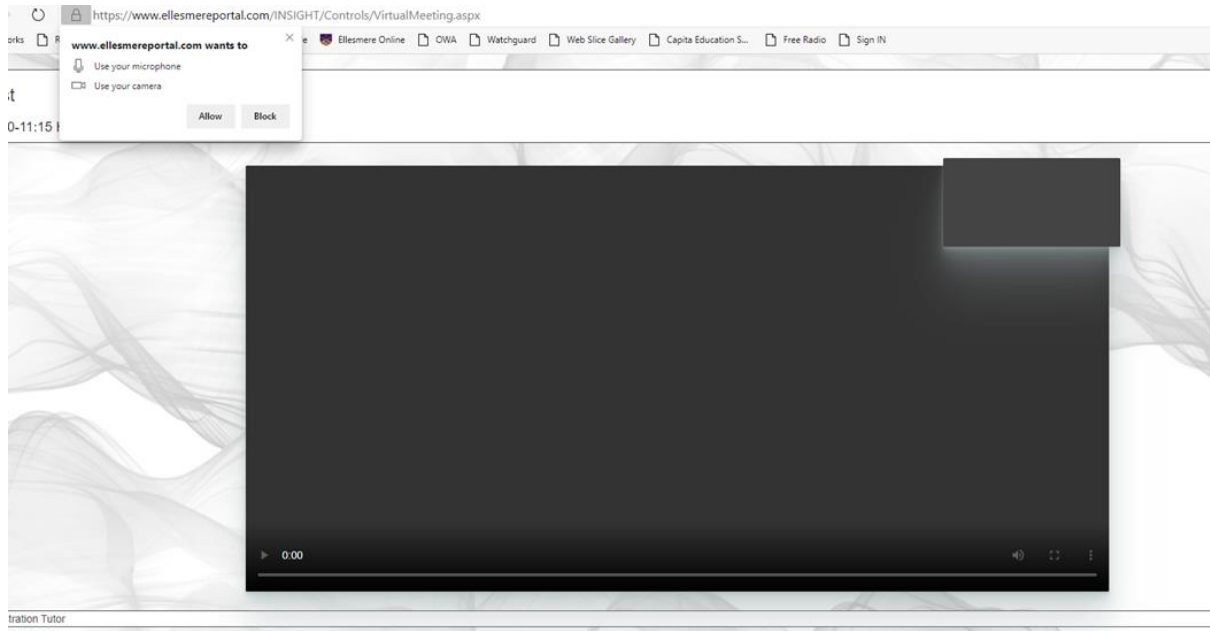 https://www.ellesmereportal.com/INSIGHT/Controls/VirtualMeeting.aspx
orks R e Ellesmere Online OWA Watchguard Web Slice Gallery Capita Education S... Free Radio Sign IN
www.ellesmereportal.com wants to
Use your microphone
Use your camera
Allow Block
st
0-11:15 H
0:00
tration Tutor